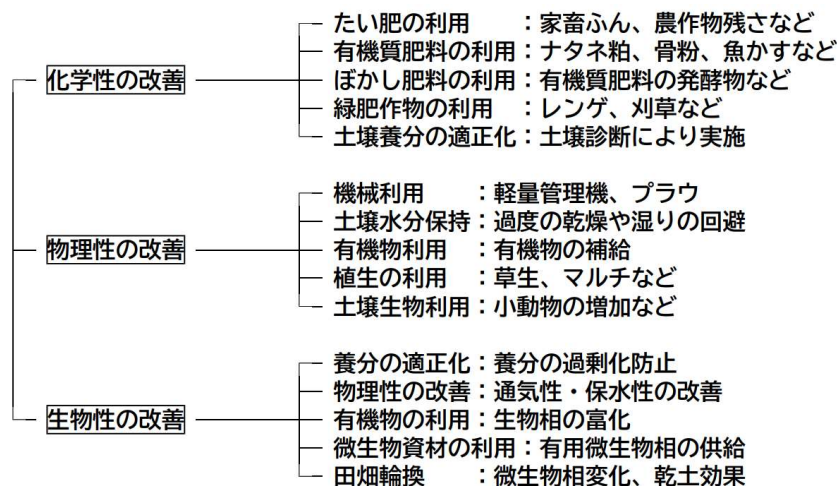 化学性の改善
たい肥の利用　　：家畜ふん、農作物残さなど
有機質肥料の利用：ナタネ粕、骨粉、魚かすなど
ぼかし肥料の利用：有機質肥料の発酵物など
緑肥作物の利用　：レンゲ、刈草など
土壌養分の適正化：土壌診断により実施
物理性の改善
機械利用　　：軽量管理機、プラウ
土壌水分保持：過度の乾燥や湿りの回避
有機物利用　：有機物の補給
植生の利用　：草生、マルチなど
土壌生物利用：小動物の増加など
生物性の改善
養分の適正化：養分の過剰化防止
物理性の改善：通気性・保水性の改善
有機物の利用：生物相の富化
微生物資材の利用：有用微生物相の供給
田畑輪換　　：微生物相変化、乾土効果